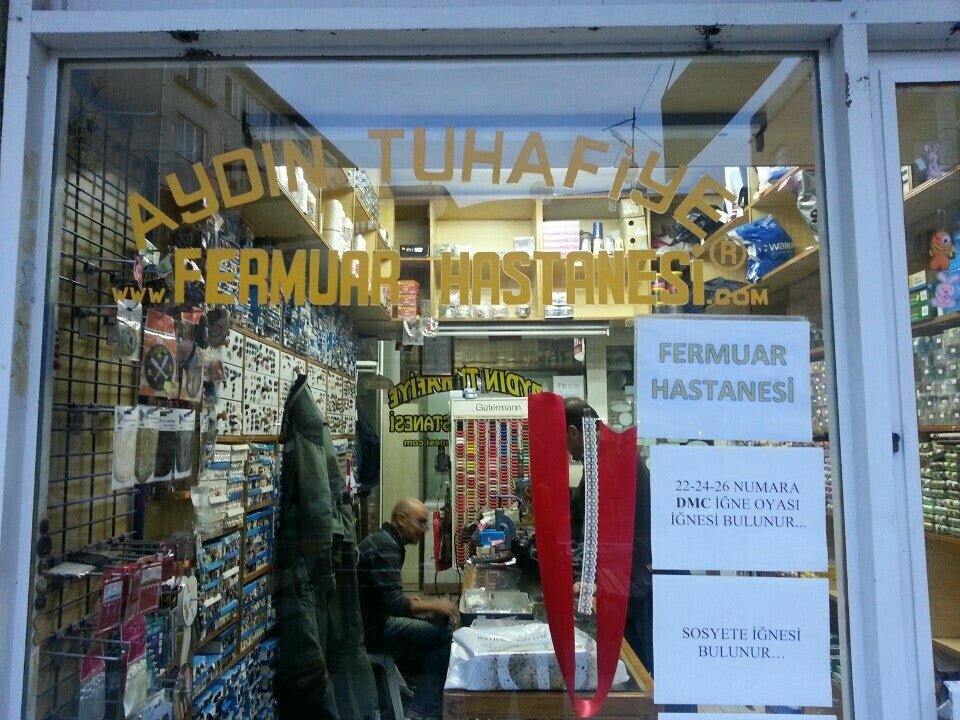 AYDIN TUHAFİYE
www.FERMUAR HASTANESİ.COM
®
FERMUAR
HASTANESİ
Gütermann
22-24-26 NUMARA
DMC İĞNE OYASI
İĞNESİ BULUNUR...
SOSYETE İĞNESİ
BULUNUR...